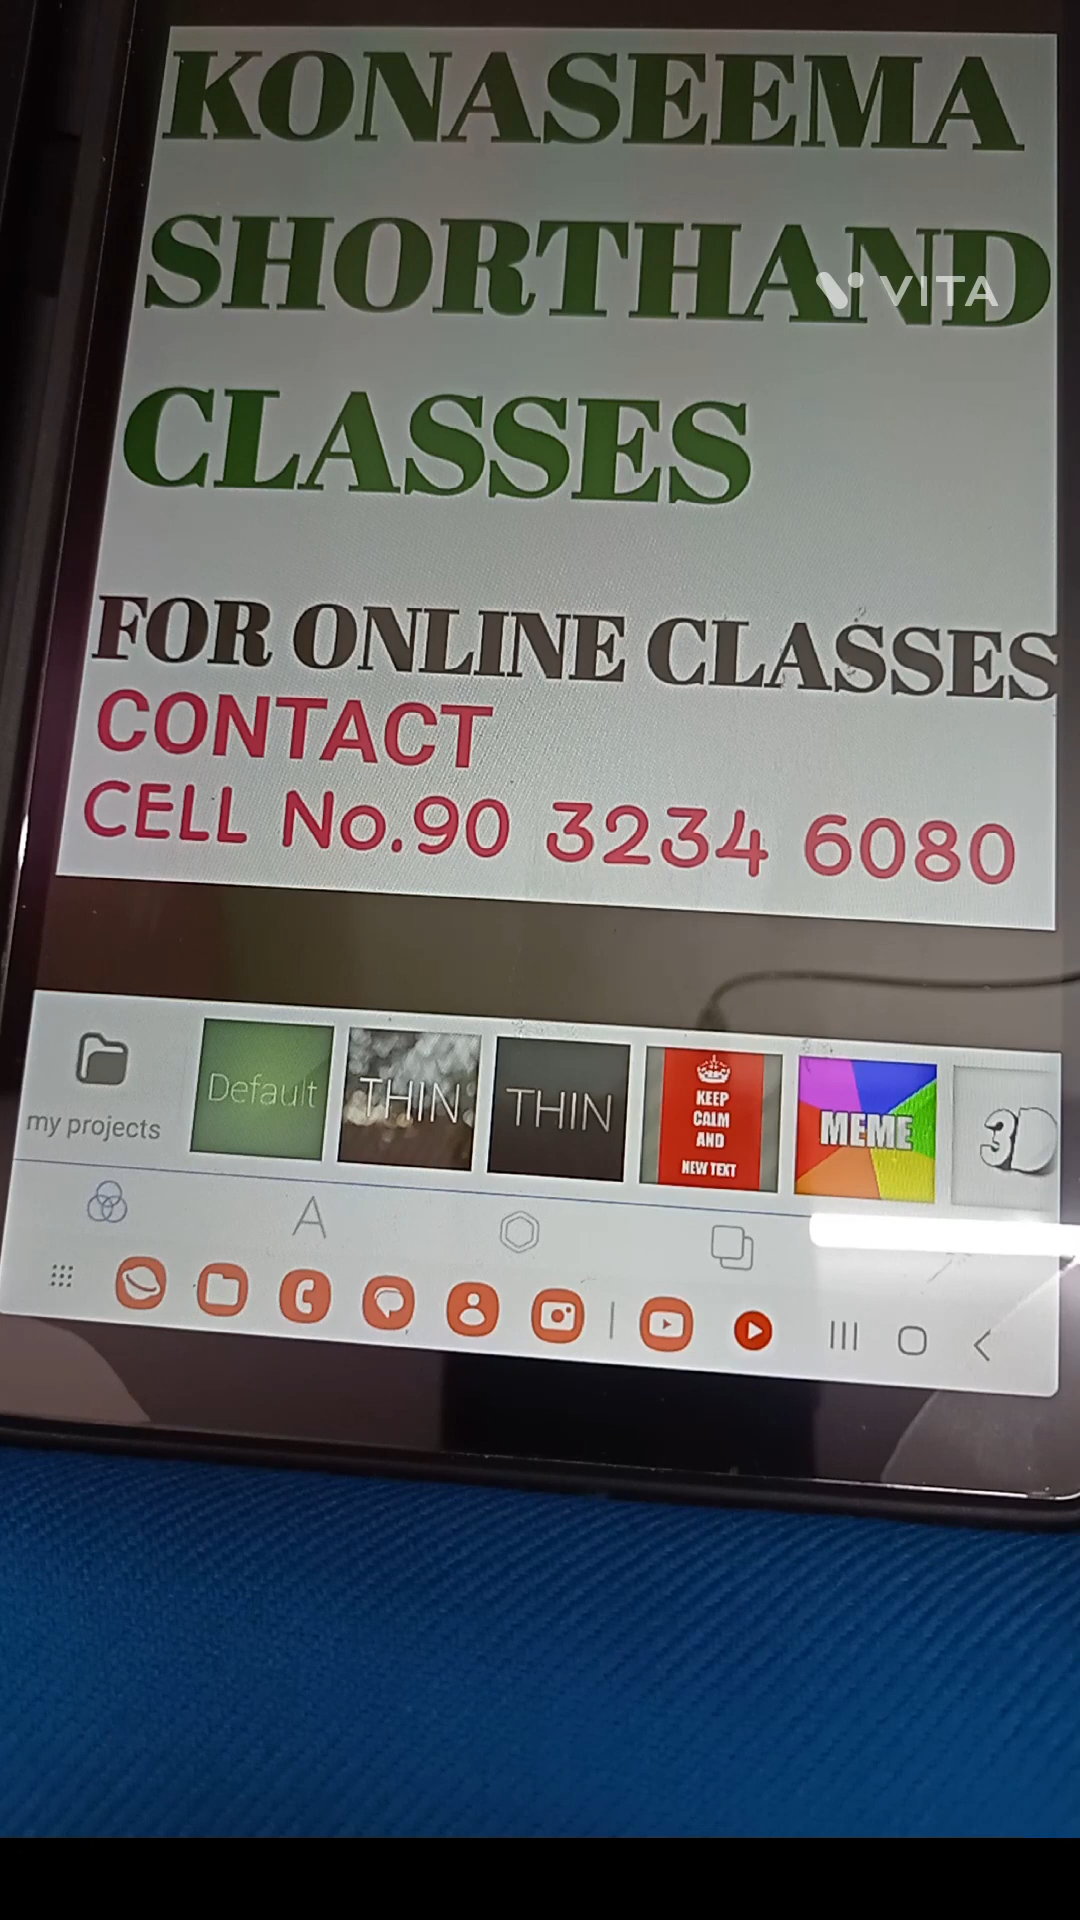 KONASEEMA
SHORTHAND
VITA
CLASSES
FOR ONLINE CLASSES
CONTACT
CELL No.90 3234 6080
my projects
Default
THIN
THIN
KEEP
CALM
AND
NEW TEXT
MEME
3D